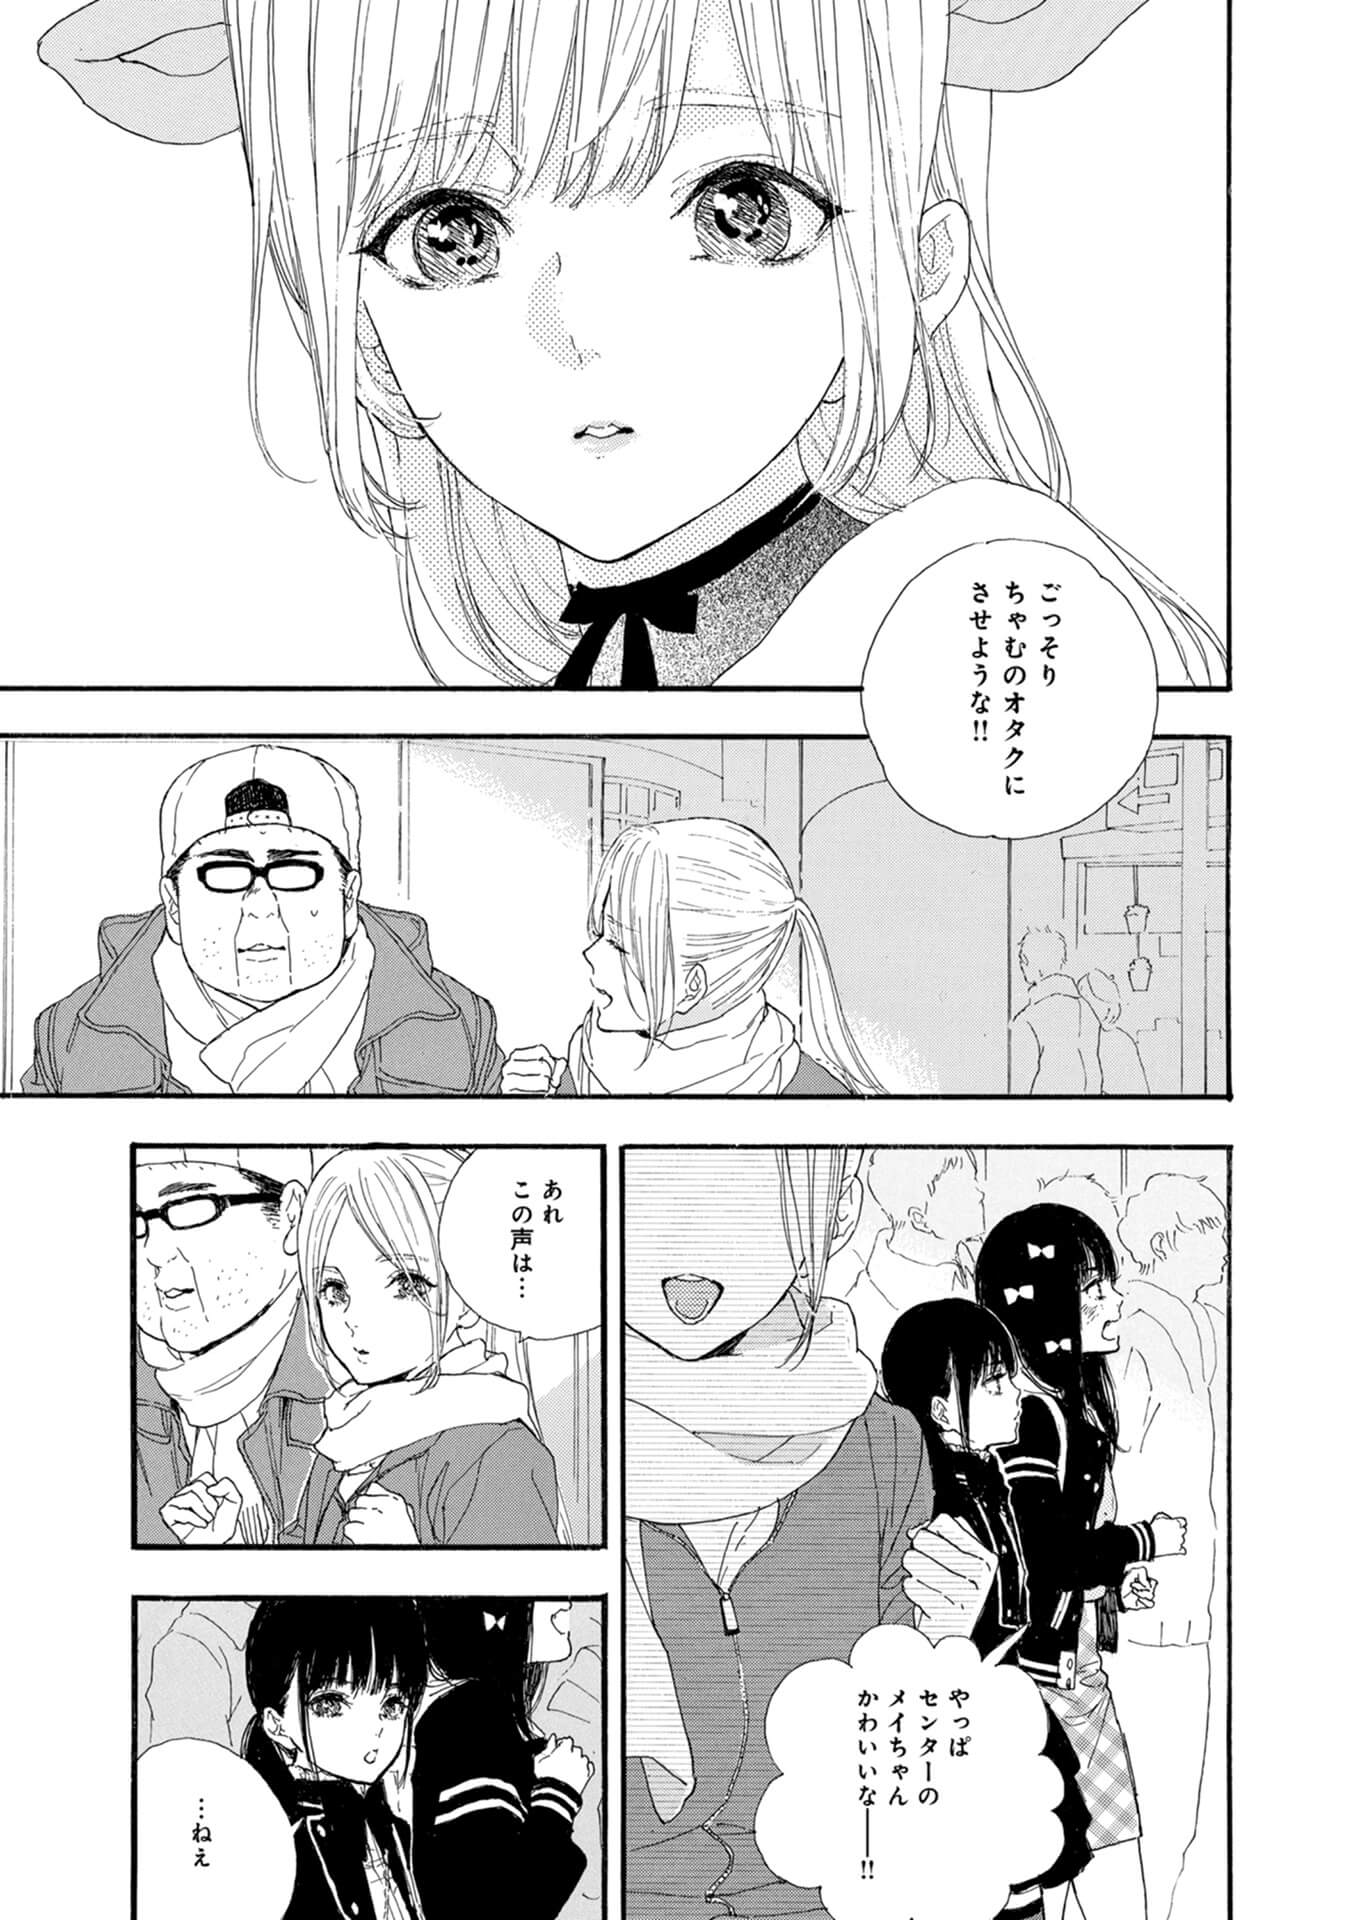 ごっそり
ちゃむのオタクに
させような!!
やっぱ
センターの
メイちゃん
かわいいなーー!!
あれ
この声は…
…ねえ